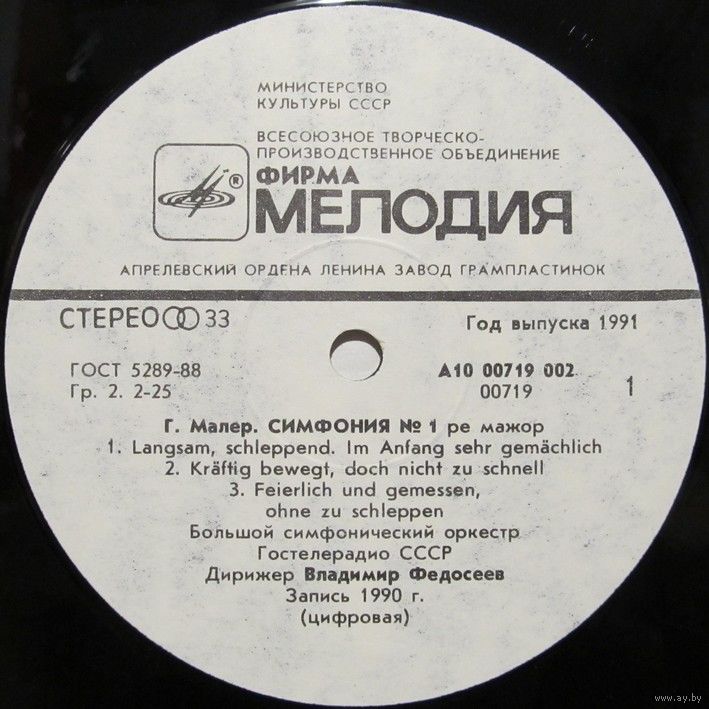 МИНИСТЕРСТВО
КУЛЬТУРЫ СССР
ВСЕСОЮЗНОЕ ТВОРЧЕСКО-
ПРОИЗВОДСТВЕННОЕ ОБЪЕДИНЕНИЕ
ФИРМА
®
МЕЛОДИЯ
АПРЕЛЕВСКИЙ ОРДЕНА ЛЕНИНА ЗАВОД ГРАМПЛАСТИНОК
СТЕРЕО 33
Год выпуска 1991
ГОСТ 5289-88
Гр. 2. 2-25
А10 00719 002
00719
1
Г. Малер. СИМФОНИЯ № 1 ре мажор
1. Langsam, schleppend. Im Anfang sehr gemächlich
2. Kräftig bewegt, doch nicht zu schnell
3. Feierlich und gemessen,
ohne zu schleppen
Большой симфонический оркестр
Гостелерадио СССР
Дирижер Владимир Федосеев
Запись 1990 г.
(цифровая)
www.ay.by